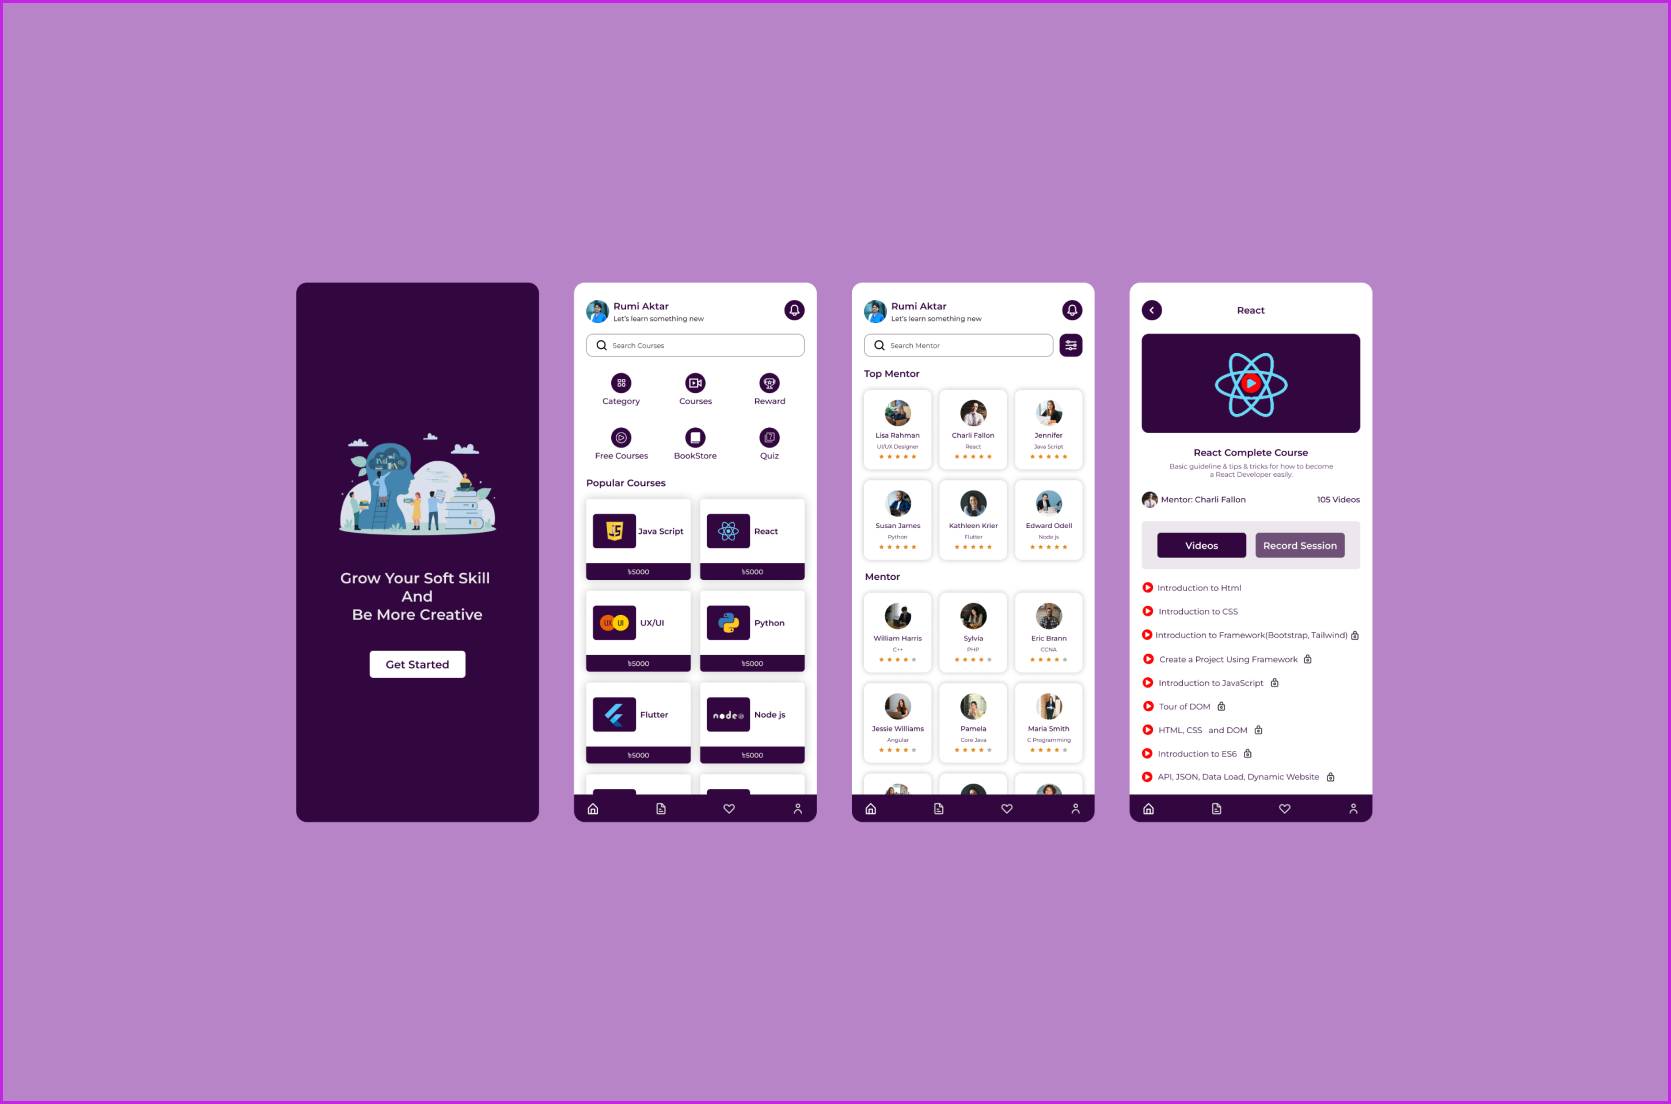 Grow Your Soft Skill
And
Be More Creative
Get Started
Rumi Aktar
Let's learn something new
Search Courses
Category
Courses
Reward
Free Courses
BookStore
Quiz
Popular Courses
JS
Java Script
React
৳5000
৳5000
UX UI
UX/UI
Python
৳5000
৳5000
Flutter
node
Node js
৳5000
৳5000
Rumi Aktar
Let's learn something new
Search Mentor
Top Mentor
Lisa Rahman
UI/UX Designer
Charli Fallon
React
Jennifer
Java Script
Susan James
Python
Kathleen Krier
Flutter
Edward Odell
Node js
Mentor
William Harris
C++
Sylvia
PHP
Eric Brann
CCNA
Jessie Williams
Angular
Pamela
Core Java
Maria Smith
C Programming
React
React Complete Course
Basic guideline & tips & tricks for how to become
a React Developer easily.
Mentor: Charli Fallon
105 Videos
Videos
Record Session
Introduction to Html
Introduction to CSS
Introduction to Framework(Bootstrap, Tailwind)
Create a Project Using Framework
Introduction to JavaScript
Tour of DOM
HTML, CSS and DOM
Introduction to ES6
API, JSON, Data Load, Dynamic Website